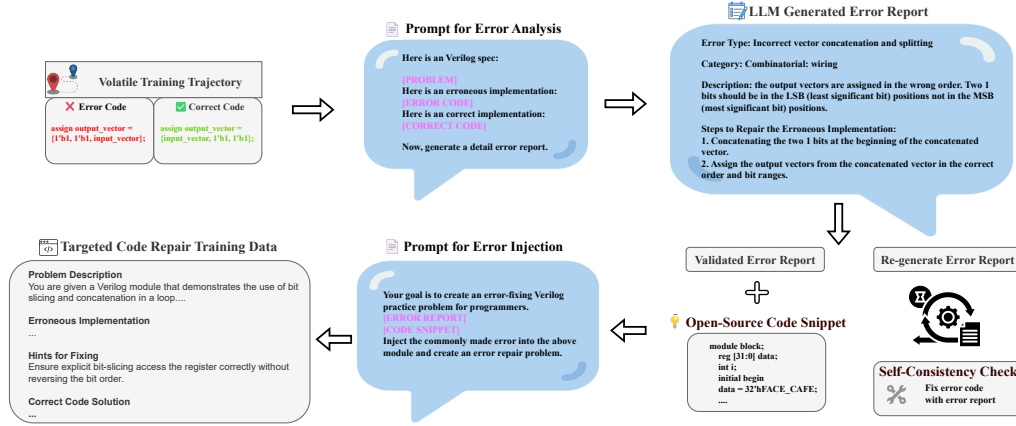 Volatile Training Trajectory
Error Code
assign output_vector =
{1'b1, 1'b1, input_vector};
Correct Code
assign output_vector =
{input_vector, 1'b1, 1'b1};
Prompt for Error Analysis
Here is an Verilog spec:
[PROBLEM]
Here is an erroneous implementation:
[ERROR CODE]
Here is an correct implementation:
[CORRECT CODE]
Now, generate a detail error report.
LLM Generated Error Report
Error Type: Incorrect vector concatenation and splitting
Category: Combinatorial: wiring
Description: the output vectors are assigned in the wrong order. Two 1
bits should be in the LSB (least significant bit) positions not in the MSB
(most significant bit) positions.
Steps to Repair the Erroneous Implementation:
1. Concatenating the two 1 bits at the beginning of the concatenated
vector.
2. Assign the output vectors from the concatenated vector in the correct
order and bit ranges.
Validated Error Report
Re-generate Error Report
Open-Source Code Snippet
module block;
reg [31:0] data;
int i;
initial begin
data = 32'hFACE_CAFE;
....
Self-Consistency Check
Fix error code
with error report
Prompt for Error Injection
Your goal is to create an error-fixing Verilog
practice problem for programmers.
[ERROR REPORT]
[CODE SNIPPET]
Inject the commonly made error into the above
module and create an error repair problem.
Targeted Code Repair Training Data
Problem Description
You are given a Verilog module that demonstrates the use of bit
slicing and concatenation in a loop....
Erroneous Implementation
...
Hints for Fixing
Ensure explicit bit-slicing access the register correctly without
reversing the bit order.
Correct Code Solution
...